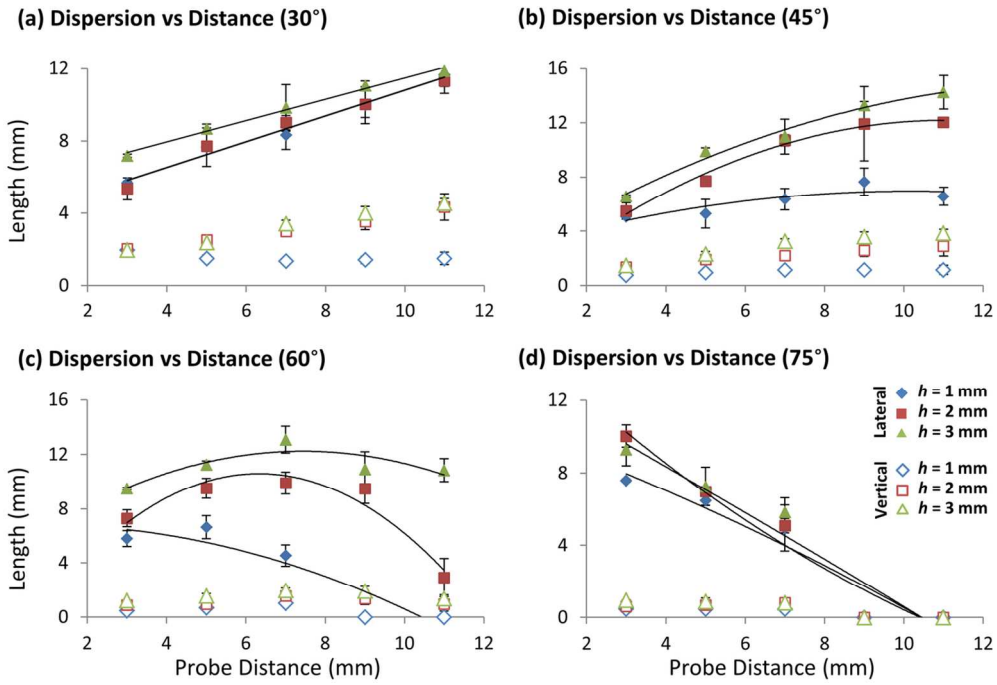 (a) Dispersion vs Distance (30°)
Length (mm)
12
8
4
0
2 4 6 8 10 12
(b) Dispersion vs Distance (45°)
16
12
8
4
0
2 4 6 8 10 12
(c) Dispersion vs Distance (60°)
Length (mm)
16
12
8
4
0
2 4 6 8 10 12
Probe Distance (mm)
(d) Dispersion vs Distance (75°)
12
8
4
0
2 4 6 8 10 12
Probe Distance (mm)
Lateral
h = 1 mm
h = 2 mm
h = 3 mm
Vertical
h = 1 mm
h = 2 mm
h = 3 mm